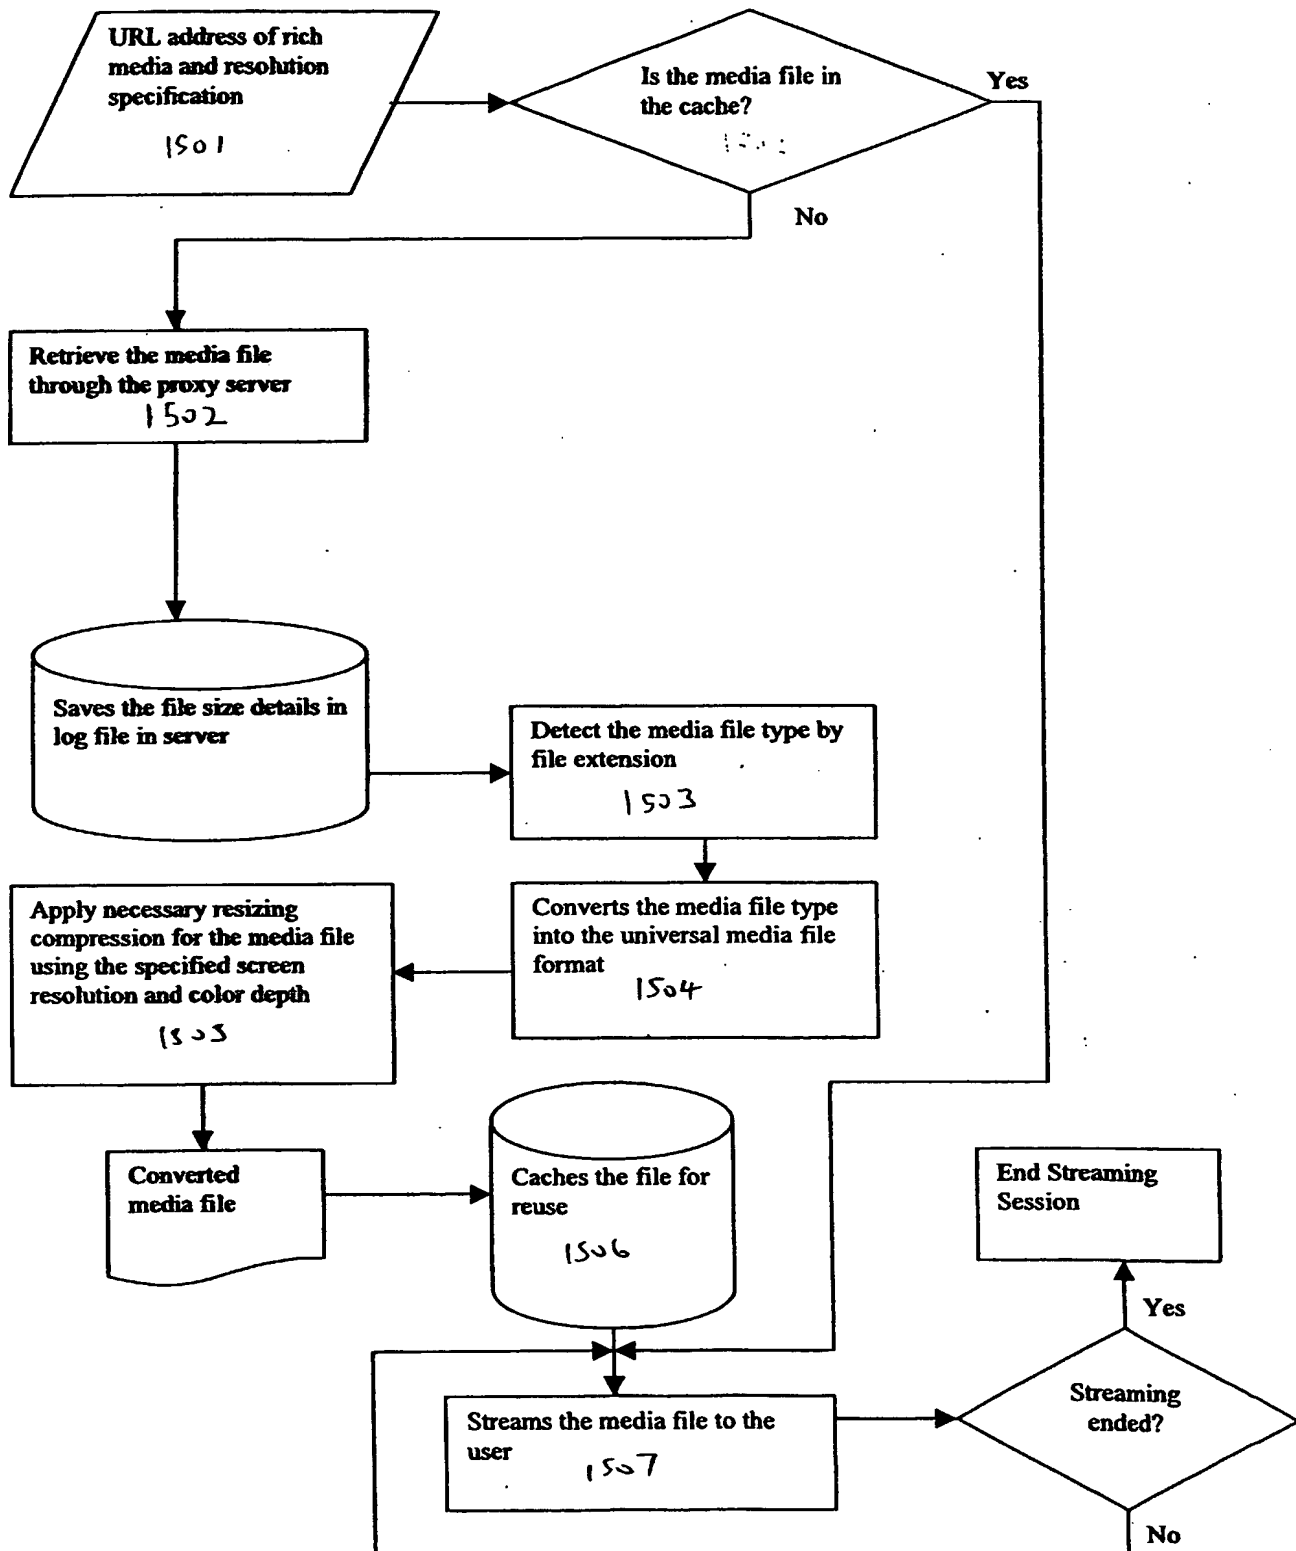 URL address of rich
media and resolution
specification
1501
Is the media file in
the cache?
Yes
No
Retrieve the media file
through the proxy server
1502
Saves the file size details in
log file in server
Detect the media file type by
file extension
1503
Apply necessary resizing
compression for the media file
using the specified screen
resolution and color depth
1505
Converts the media file type
into the universal media file
format
1504
Converted
media file
Caches the file for
reuse
1506
End Streaming
Session
Yes
Streams the media file to the
user
1507
Streaming
ended?
No